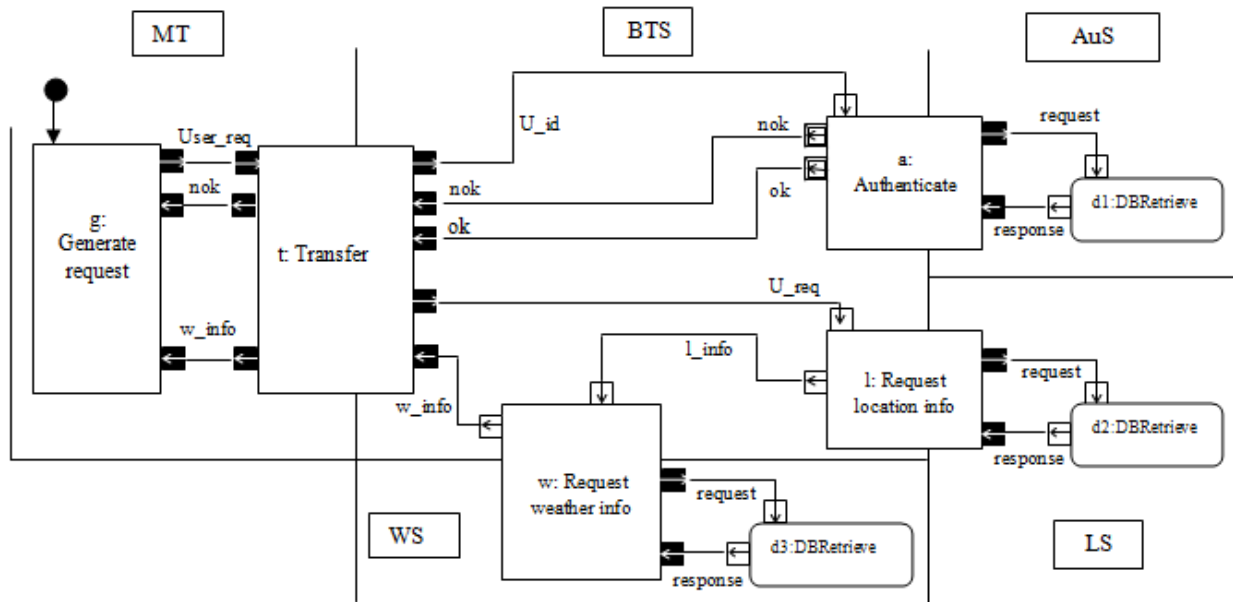 MT
BTS
AuS
User_req
nok
g:
Generate
request
w_info
t: Transfer
U_id
nok
nok
ok
ok
a:
Authenticate
request
d1:DBRetrieve
response
U_req
l_info
w_info
l: Request
location info
request
d2:DBRetrieve
response
w: Request
weather info
request
d3:DBRetrieve
response
WS
LS